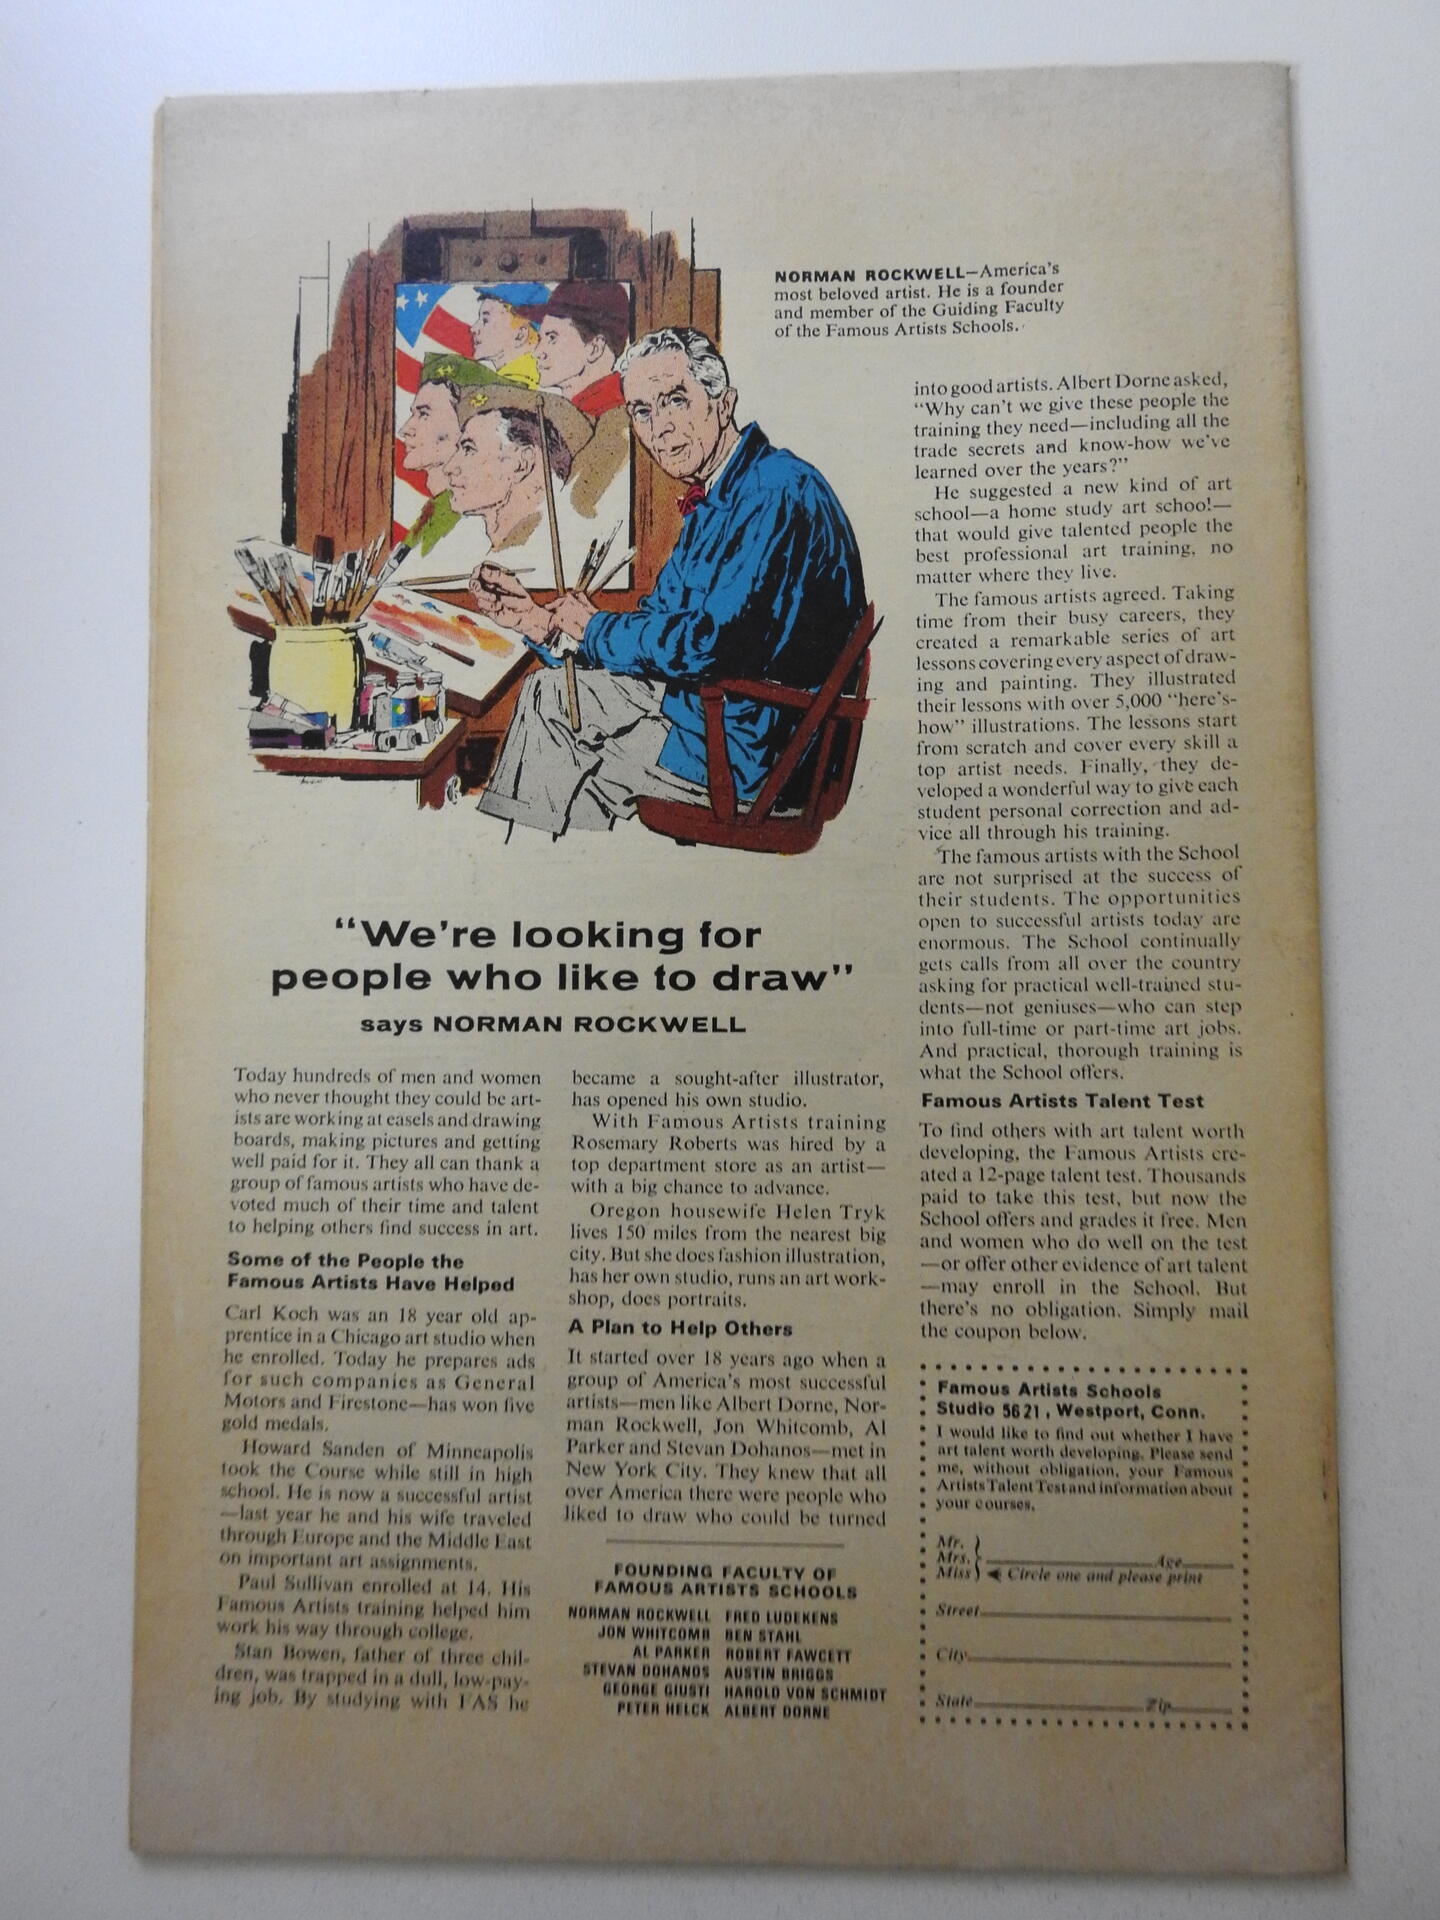 NORMAN ROCKWELL—America's
most beloved artist. He is a founder
and member of the Guiding Faculty
of the Famous Artists Schools.
"We're looking for
people who like to draw"
says NORMAN ROCKWELL
Today hundreds of men and women
who never thought they could be art-
ists are working at easels and drawing
boards, making pictures and getting
well paid for it. They all can thank a
group of famous artists who have de-
voted much of their time and talent
to helping others find success in art.
Some of the People the
Famous Artists Have Helped
Carl Koch was an 18 year old ap-
prentice in a Chicago art studio when
he enrolled. Today he prepares ads
for such companies as General
Motors and Firestone—has won five
gold medals.
Howard Sanden of Minneapolis
took the Course while still in high
school. He is now a successful artist
—last year he and his wife traveled
through Europe and the Middle East
on important art assignments.
Paul Sullivan enrolled at 14. His
Famous Artists training helped him
work his way through college.
Stan Bowen, father of three chil-
dren, was trapped in a dull, low-pay-
ing job. By studying with FAS he
became a sought-after illustrator,
has opened his own studio.
With Famous Artists training
Rosemary Roberts was hired by a
top department store as an artist—
with a big chance to advance.
Oregon housewife Helen Tryk
lives 150 miles from the nearest big
city. But she does fashion illustration,
has her own studio, runs an art work-
shop, does portraits.
A Plan to Help Others
It started over 18 years ago when a
group of America's most successful
artists—men like Albert Dorne, Nor-
man Rockwell, Jon Whitcomb, Al
Parker and Stevan Dohanos—met in
New York City. They knew that all
over America there were people who
liked to draw who could be turned
FOUNDING FACULTY OF
FAMOUS ARTISTS SCHOOLS
NORMAN ROCKWELL FRED LUDEKENS
JON WHITCOMB BEN STAHL
AL PARKER ROBERT FAWCETT
STEVAN DOHANOS AUSTIN BRIGGS
GEORGE GIUSTI HAROLD VON SCHMIDT
PETER HELCK ALBERT DORNE
into good artists. Albert Dorne asked,
"Why can't we give these people the
training they need—including all the
trade secrets and know-how we've
learned over the years?"
He suggested a new kind of art
school—a home study art school—
that would give talented people the
best professional art training, no
matter where they live.
The famous artists agreed. Taking
time from their busy careers, they
created a remarkable series of art
lessons covering every aspect of draw-
ing and painting. They illustrated
their lessons with over 5,000 "here's-
how" illustrations. The lessons start
from scratch and cover every skill a
top artist needs. Finally, they de-
veloped a wonderful way to give each
student personal correction and ad-
vice all through his training.
The famous artists with the School
are not surprised at the success of
their students. The opportunities
open to successful artists today are
enormous. The School continually
gets calls from all over the country
asking for practical well-trained stu-
dents—not geniuses—who can step
into full-time or part-time art jobs.
And practical, thorough training is
what the School offers.
Famous Artists Talent Test
To find others with art talent worth
developing, the Famous Artists cre-
ated a 12-page talent test. Thousands
paid to take this test, but now the
School offers and grades it free. Men
and women who do well on the test
—or offer other evidence of art talent
—may enroll in the School. But
there's no obligation. Simply mail
the coupon below.
Famous Artists Schools
Studio 5621, Westport, Conn.
I would like to find out whether I have
art talent worth developing. Please send
me, without obligation, your Famous
Artists Talent Test and information about
your courses.
Mr.
Mrs. Age
Miss Circle one and please print
Street
City
State Zip